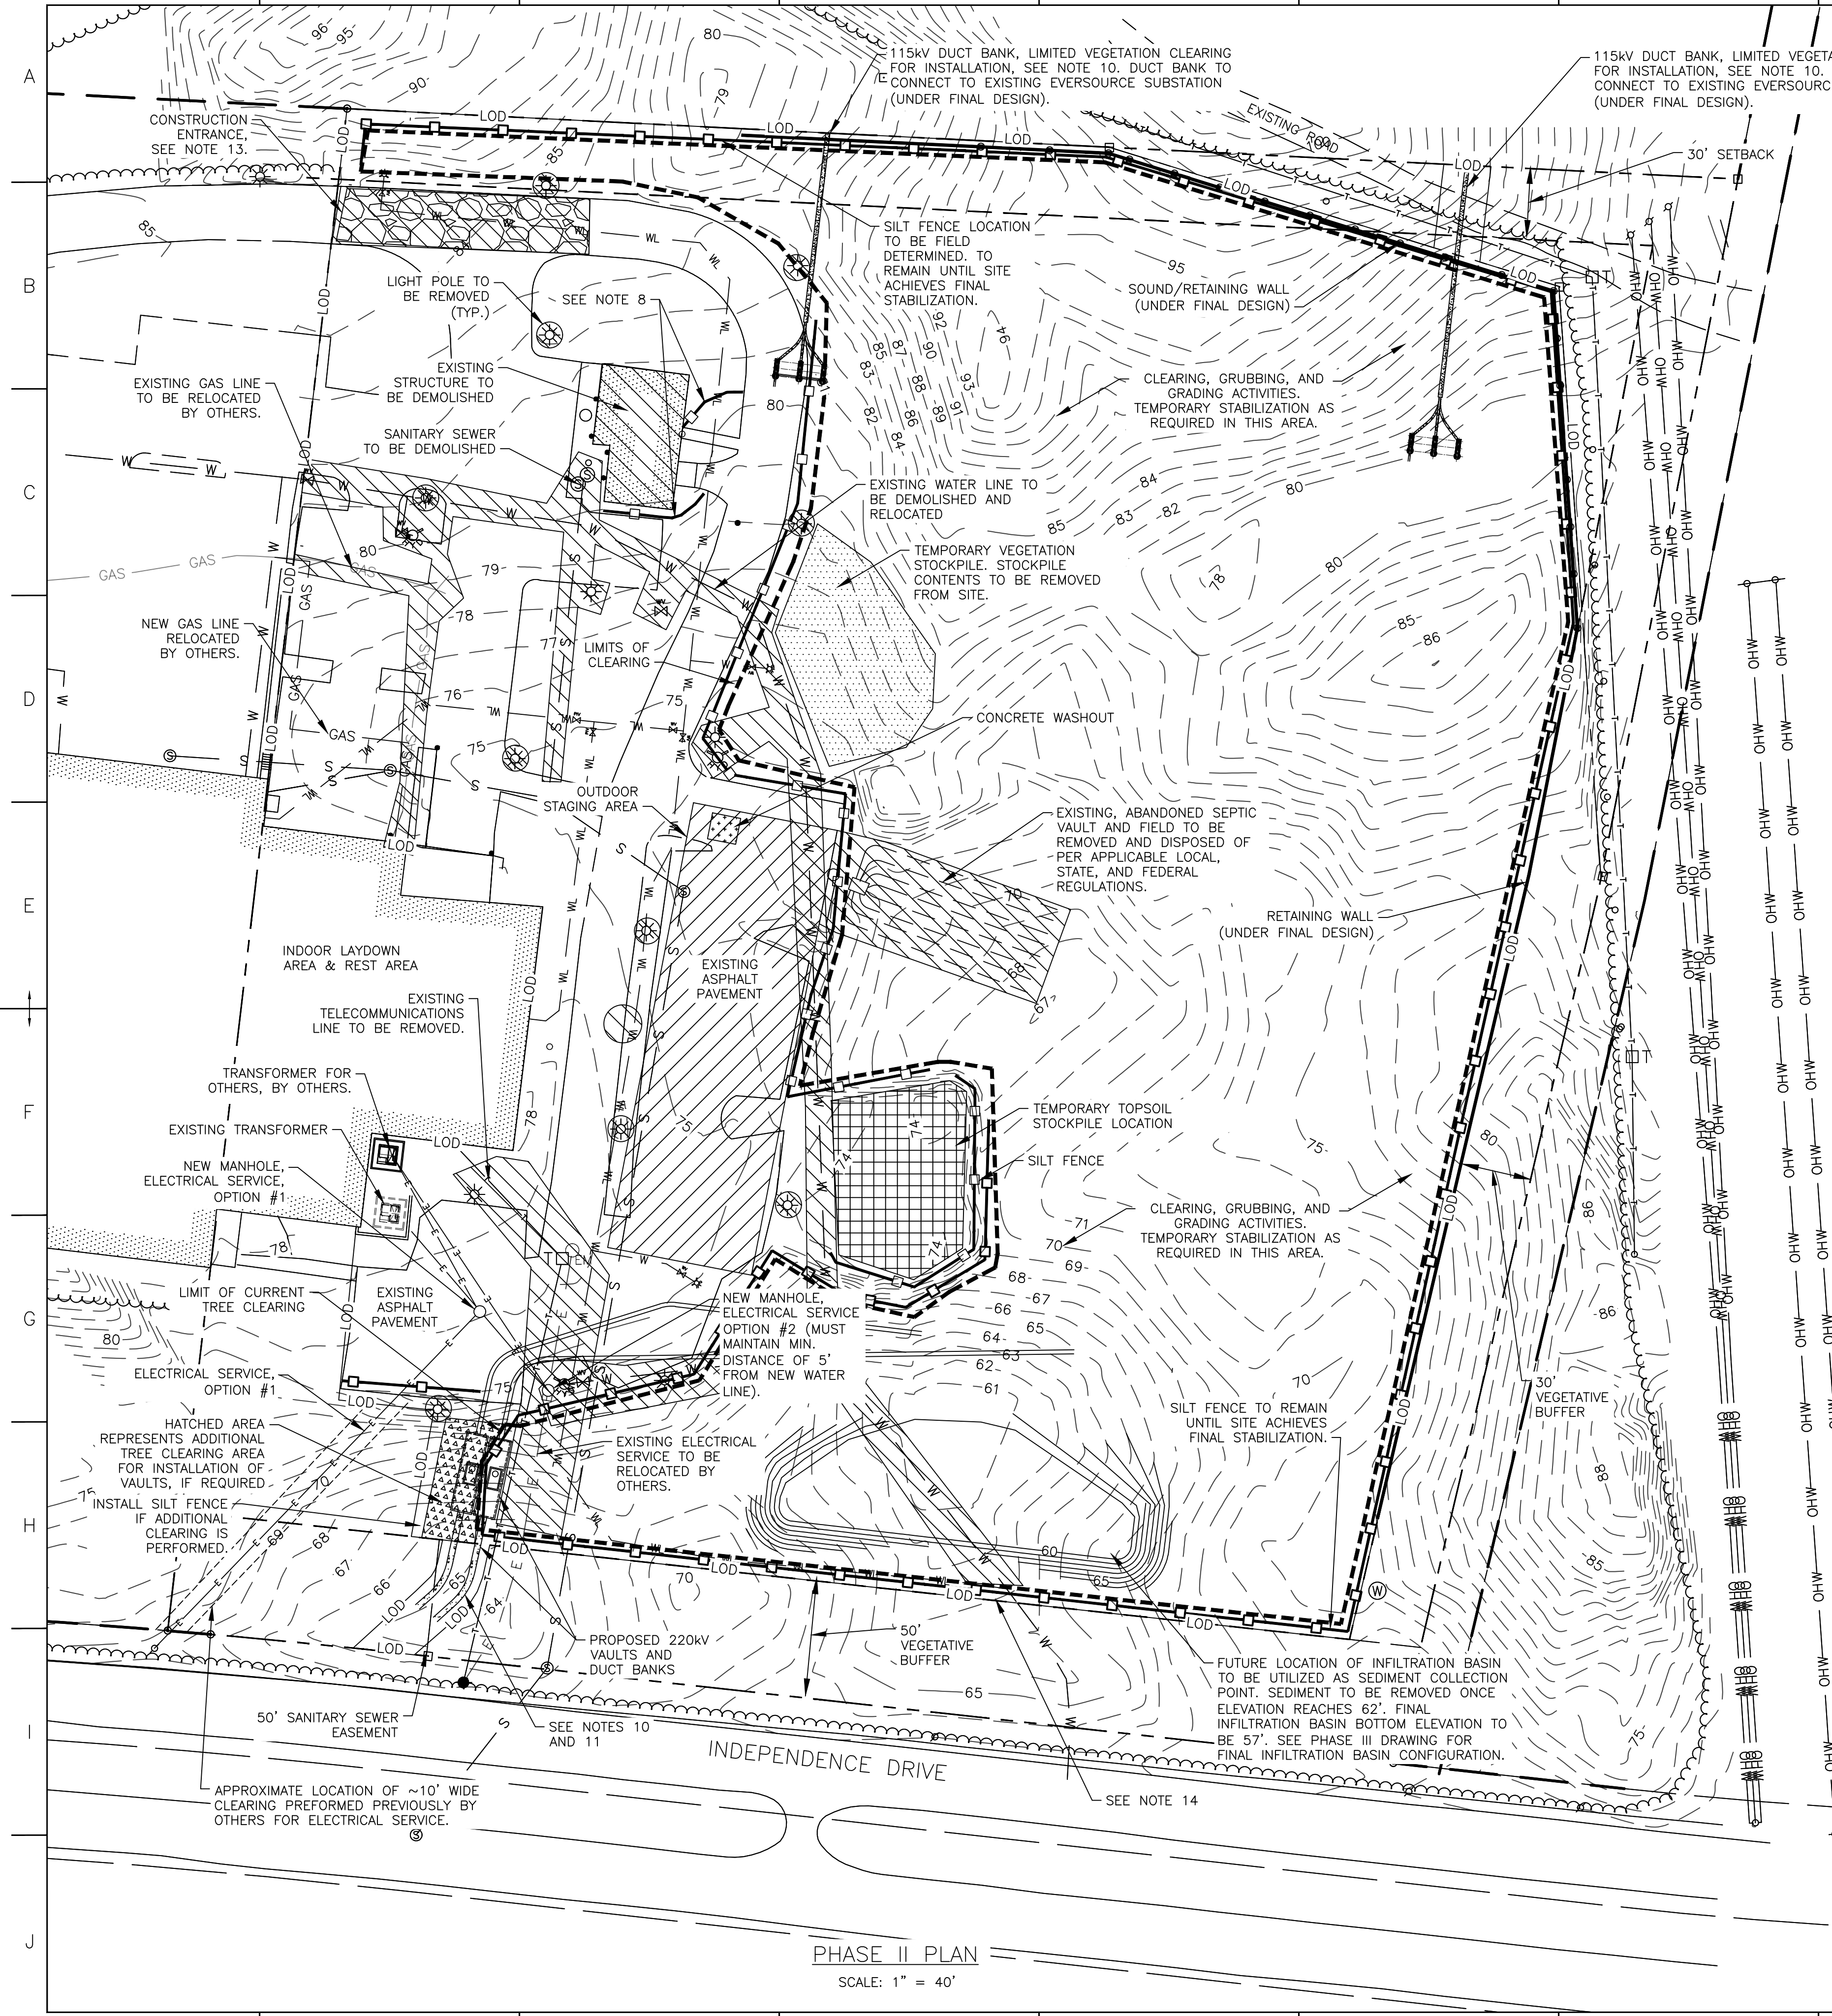 A
B
C
D
E
F
G
H
I
J
115kV DUCT BANK, LIMITED VEGETATION CLEARING
FOR INSTALLATION, SEE NOTE 10. DUCT BANK TO
CONNECT TO EXISTING EVERSOURCE SUBSTATION
(UNDER FINAL DESIGN).
115kV DUCT BANK, LIMITED VEGETA
FOR INSTALLATION, SEE NOTE 10.
CONNECT TO EXISTING EVERSOURC
(UNDER FINAL DESIGN).
CONSTRUCTION
ENTRANCE,
SEE NOTE 13.
EXISTING ROAD
30' SETBACK
SILT FENCE LOCATION
TO BE FIELD
DETERMINED. TO
REMAIN UNTIL SITE
ACHIEVES FINAL
STABILIZATION.
LIGHT POLE TO
BE REMOVED
(TYP.)
SEE NOTE 8
SOUND/RETAINING WALL
(UNDER FINAL DESIGN)
EXISTING
STRUCTURE TO
BE DEMOLISHED
EXISTING GAS LINE
TO BE RELOCATED
BY OTHERS.
CLEARING, GRUBBING, AND
GRADING ACTIVITIES.
TEMPORARY STABILIZATION AS
REQUIRED IN THIS AREA.
SANITARY SEWER
TO BE DEMOLISHED
EXISTING WATER LINE TO
BE DEMOLISHED AND
RELOCATED
TEMPORARY VEGETATION
STOCKPILE. STOCKPILE
CONTENTS TO BE REMOVED
FROM SITE.
NEW GAS LINE
RELOCATED
BY OTHERS.
LIMITS OF
CLEARING
CONCRETE WASHOUT
OUTDOOR
STAGING AREA
EXISTING, ABANDONED SEPTIC
VAULT AND FIELD TO BE
REMOVED AND DISPOSED OF
PER APPLICABLE LOCAL,
STATE, AND FEDERAL
REGULATIONS.
RETAINING WALL
(UNDER FINAL DESIGN)
INDOOR LAYDOWN
AREA & REST AREA
EXISTING
ASPHALT
PAVEMENT
EXISTING
TELECOMMUNICATIONS
LINE TO BE REMOVED.
TRANSFORMER FOR
OTHERS, BY OTHERS.
EXISTING TRANSFORMER
TEMPORARY TOPSOIL
STOCKPILE LOCATION
SILT FENCE
NEW MANHOLE,
ELECTRICAL SERVICE,
OPTION #1
CLEARING, GRUBBING, AND
GRADING ACTIVITIES.
TEMPORARY STABILIZATION AS
REQUIRED IN THIS AREA.
LIMIT OF CURRENT
TREE CLEARING
EXISTING
ASPHALT
PAVEMENT
NEW MANHOLE,
ELECTRICAL SERVICE
OPTION #2 (MUST
MAINTAIN MIN.
DISTANCE OF 5'
FROM NEW WATER
LINE).
ELECTRICAL SERVICE,
OPTION #1
30'
VEGETATIVE
BUFFER
SILT FENCE TO REMAIN
UNTIL SITE ACHIEVES
FINAL STABILIZATION.
HATCHED AREA
REPRESENTS ADDITIONAL
TREE CLEARING AREA
FOR INSTALLATION OF
VAULTS, IF REQUIRED
EXISTING ELECTRICAL
SERVICE TO BE
RELOCATED BY
OTHERS.
INSTALL SILT FENCE
IF ADDITIONAL
CLEARING IS
PERFORMED.
PROPOSED 220kV
VAULTS AND
DUCT BANKS
50'
VEGETATIVE
BUFFER
FUTURE LOCATION OF INFILTRATION BASIN
TO BE UTILIZED AS SEDIMENT COLLECTION
POINT. SEDIMENT TO BE REMOVED ONCE
ELEVATION REACHES 62'. FINAL
INFILTRATION BASIN BOTTOM ELEVATION TO
BE 57'. SEE PHASE III DRAWING FOR
FINAL INFILTRATION BASIN CONFIGURATION.
50' SANITARY SEWER
EASEMENT
SEE NOTES 10
AND 11
INDEPENDENCE DRIVE
APPROXIMATE LOCATION OF ~10' WIDE
CLEARING PREFORMED PREVIOUSLY BY
OTHERS FOR ELECTRICAL SERVICE.
SEE NOTE 14
PHASE II PLAN
SCALE: 1" = 40'